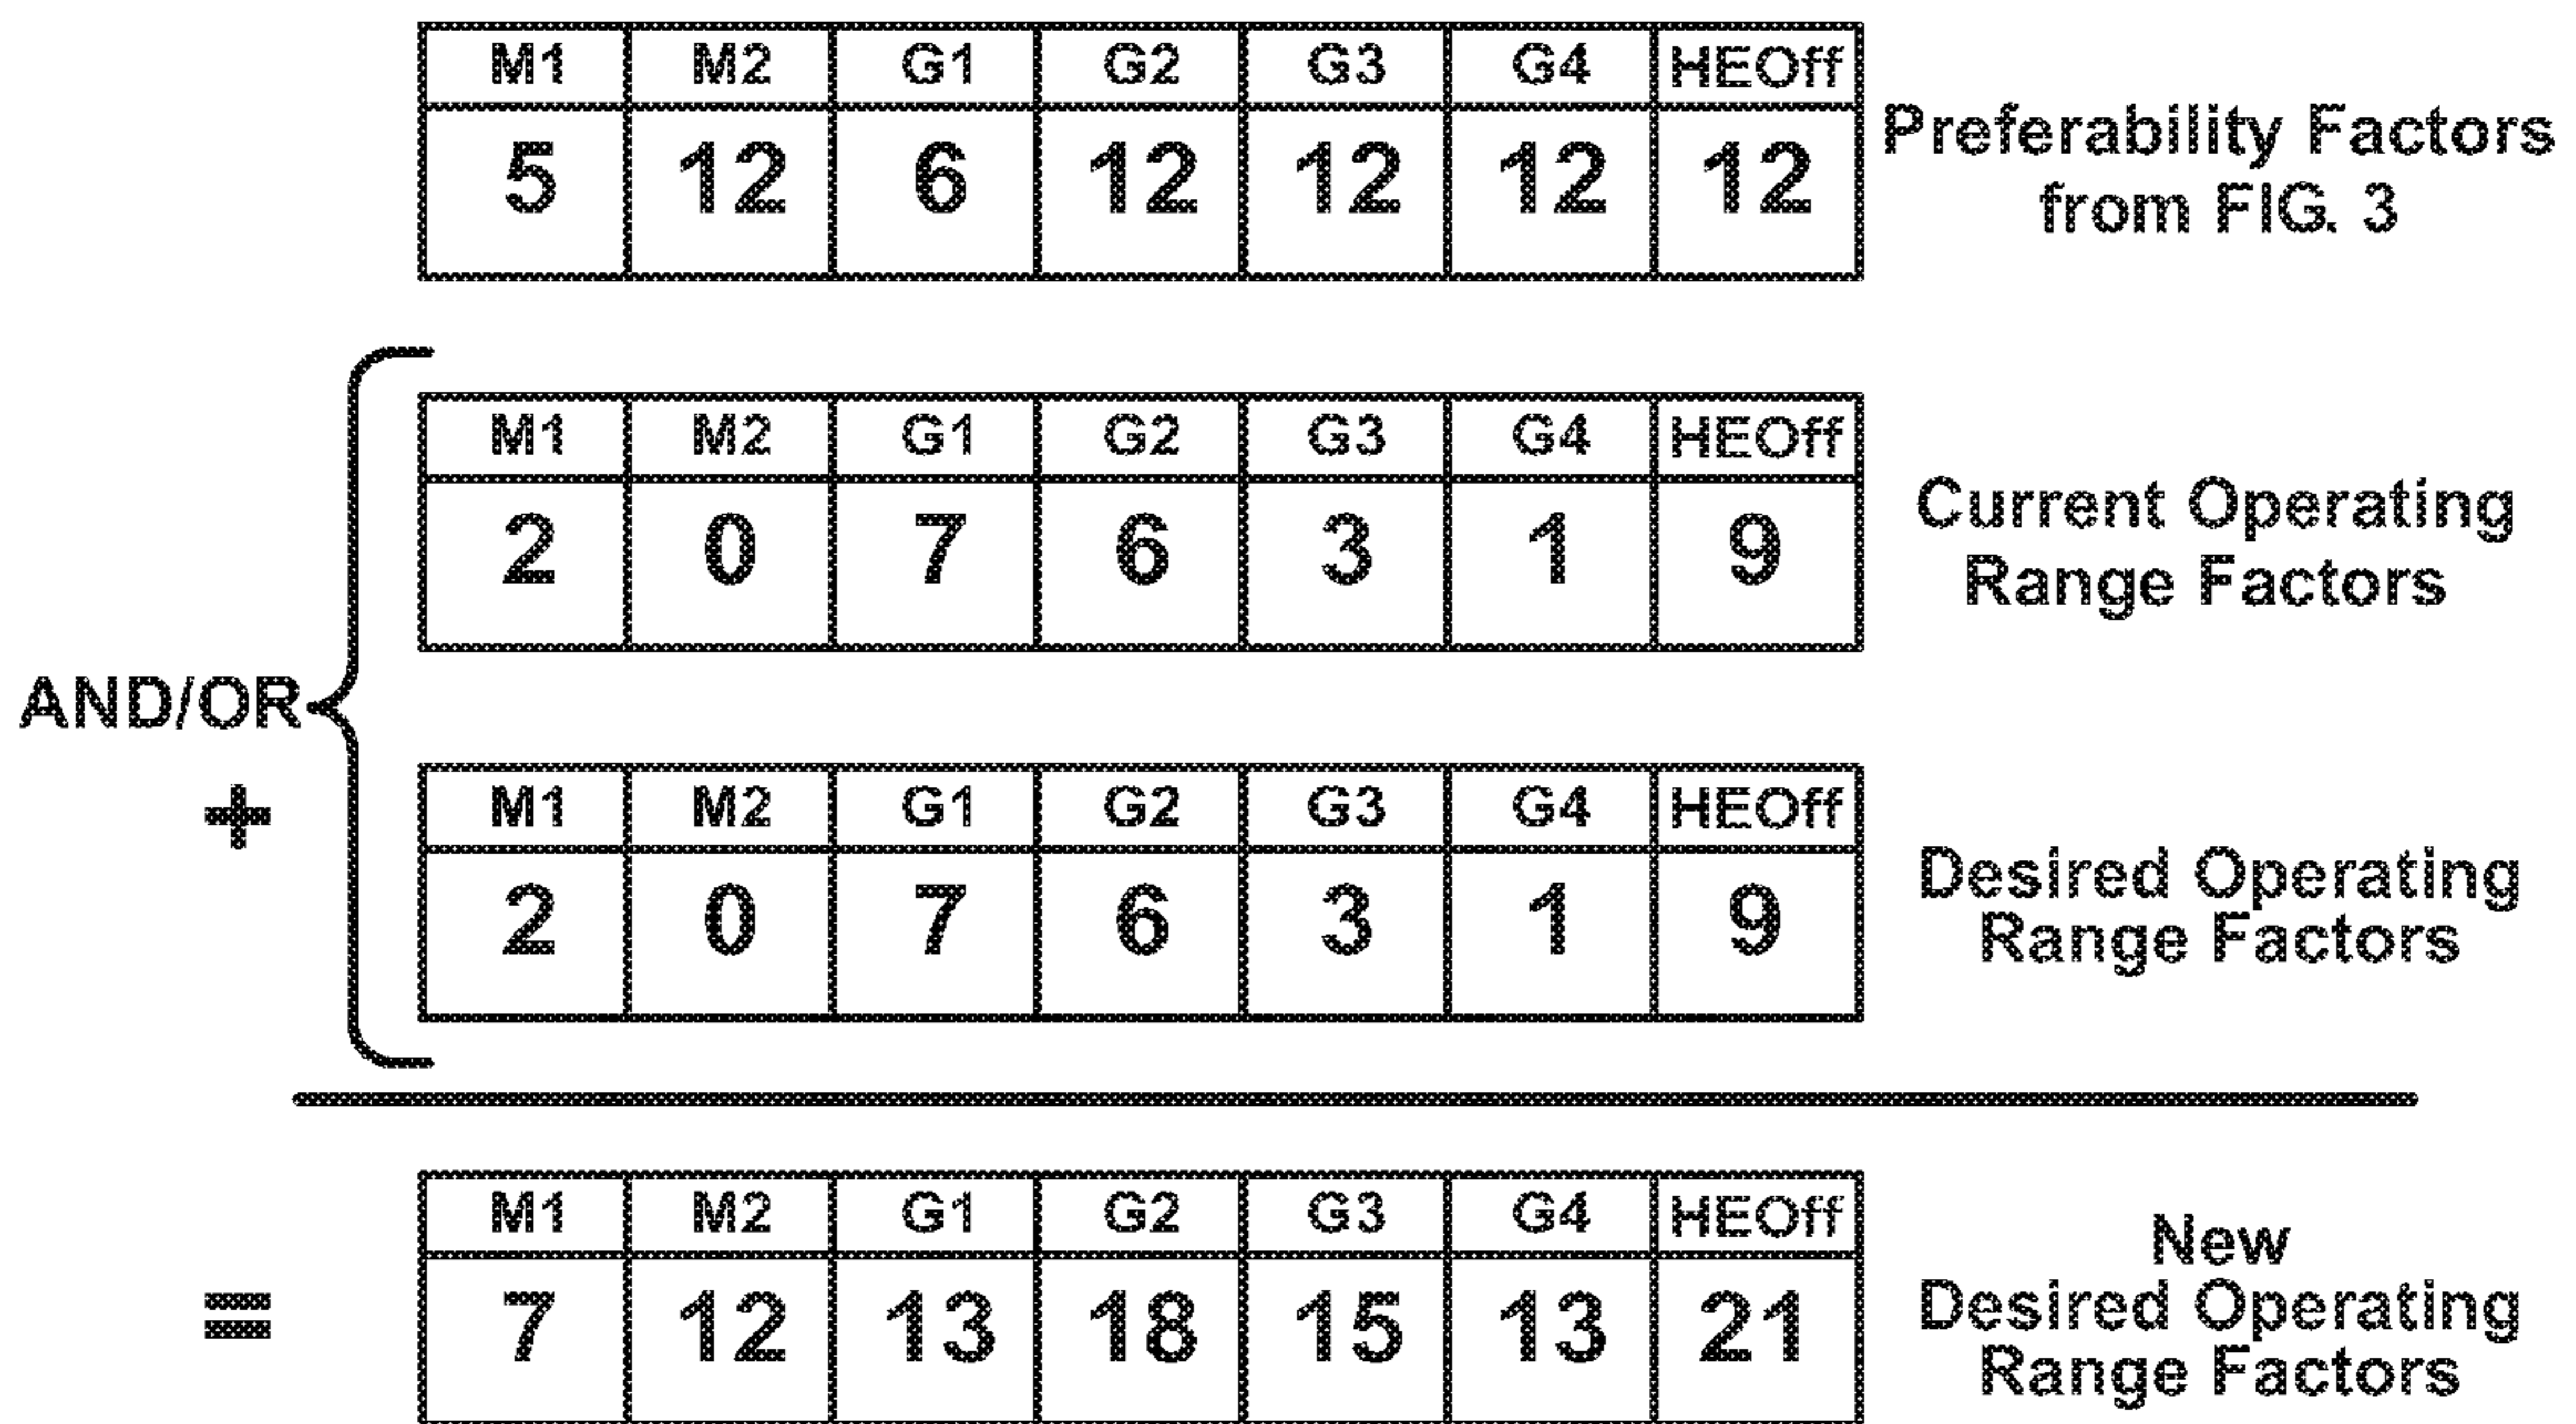 M1 M2 G1 G2 G3 G4 HEOff
5 12 6 12 12 12 12
Preferability Factors
from FIG. 3
M1 M2 G1 G2 G3 G4 HEOff
2 0 7 6 3 1 9
Current Operating
Range Factors
AND/OR
+
M1 M2 G1 G2 G3 G4 HEOff
2 0 7 6 3 1 9
Desired Operating
Range Factors
=
M1 M2 G1 G2 G3 G4 HEOff
7 12 13 18 15 13 21
New
Desired Operating
Range Factors